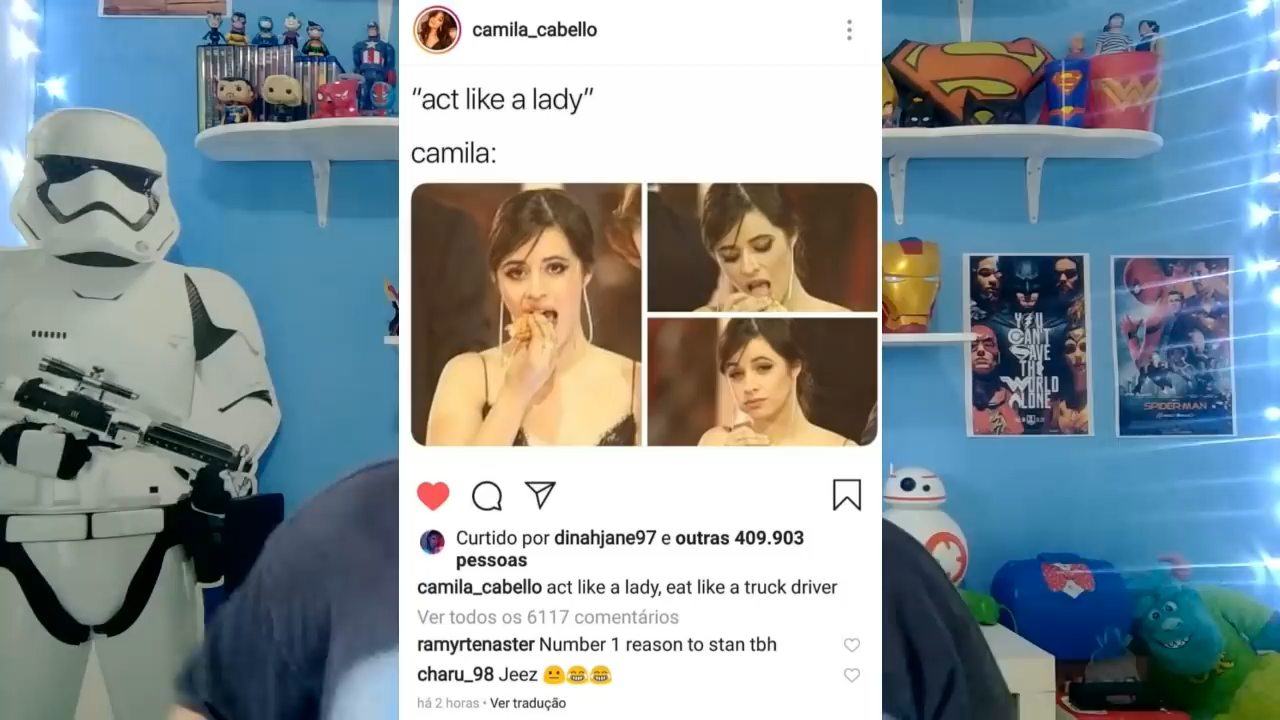 camila_cabello
“act like a lady”
camila:
Curtido por dinahjane97 e outras 409.903
pessoas
camila_cabello act like a lady, eat like a truck driver
Ver todos os 6117 comentários
ramyrtenaster Number 1 reason to stan tbh
charu_98 Jeez 😐😂😂
há 2 horas • Ver tradução
YOU
CAN'T
SAVE
THE
WORLD
ALONE
SPIDER-MAN